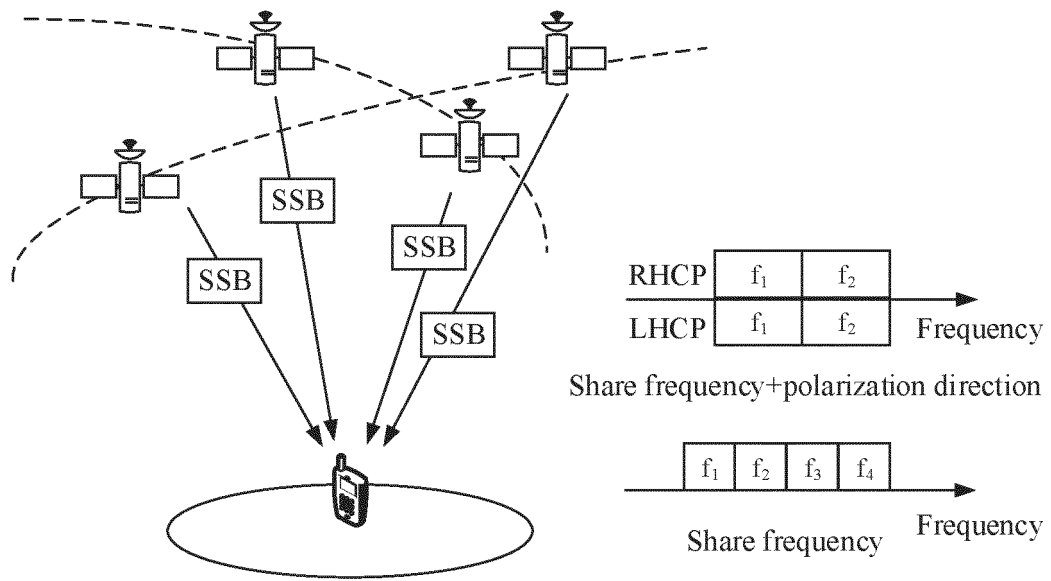 SSB
SSB
SSB
SSB
RHCP f₁ f₂
LHCP f₁ f₂
Frequency
Share frequency+polarization direction
f₁ f₂ f₃ f₄
Frequency
Share frequency